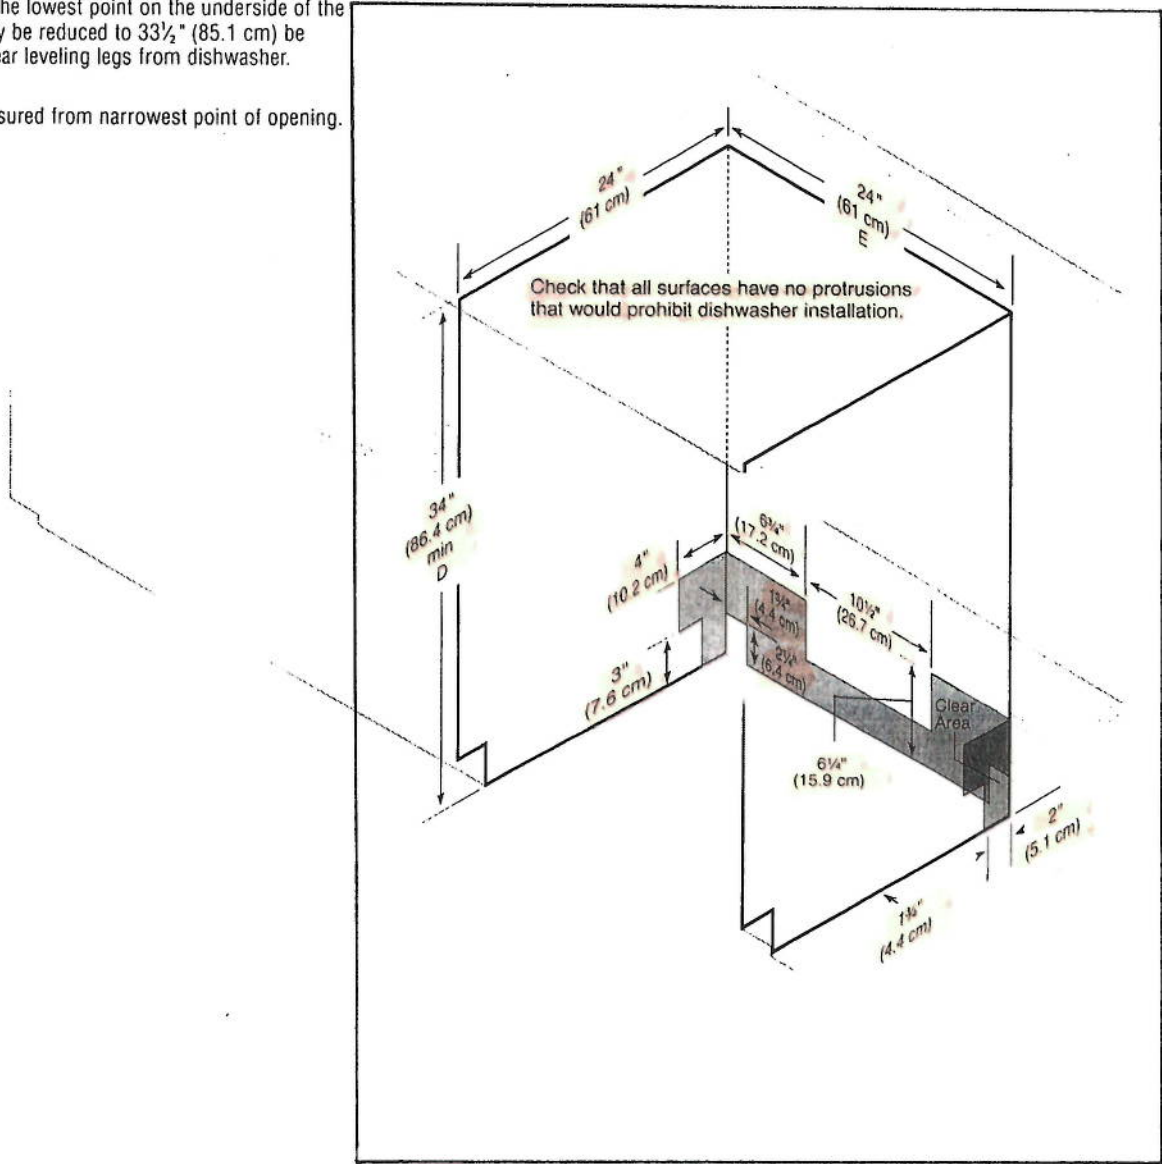 he lowest point on the underside of the
y be reduced to 33½" (85.1 cm) be
ear leveling legs from dishwasher.
sured from narrowest point of opening.
24"
(61 cm)
24"
(61 cm)
E
Check that all surfaces have no protrusions
that would prohibit dishwasher installation.
34"
(86.4 cm)
min
D
6¾"
(17.2 cm)
4"
(10.2 cm)
1¾"
(4.4 cm)
10½"
(26.7 cm)
2½"
(6.4 cm)
3"
(7.6 cm)
Clear
Area
6¼"
(15.9 cm)
2"
(5.1 cm)
1¾"
(4.4 cm)